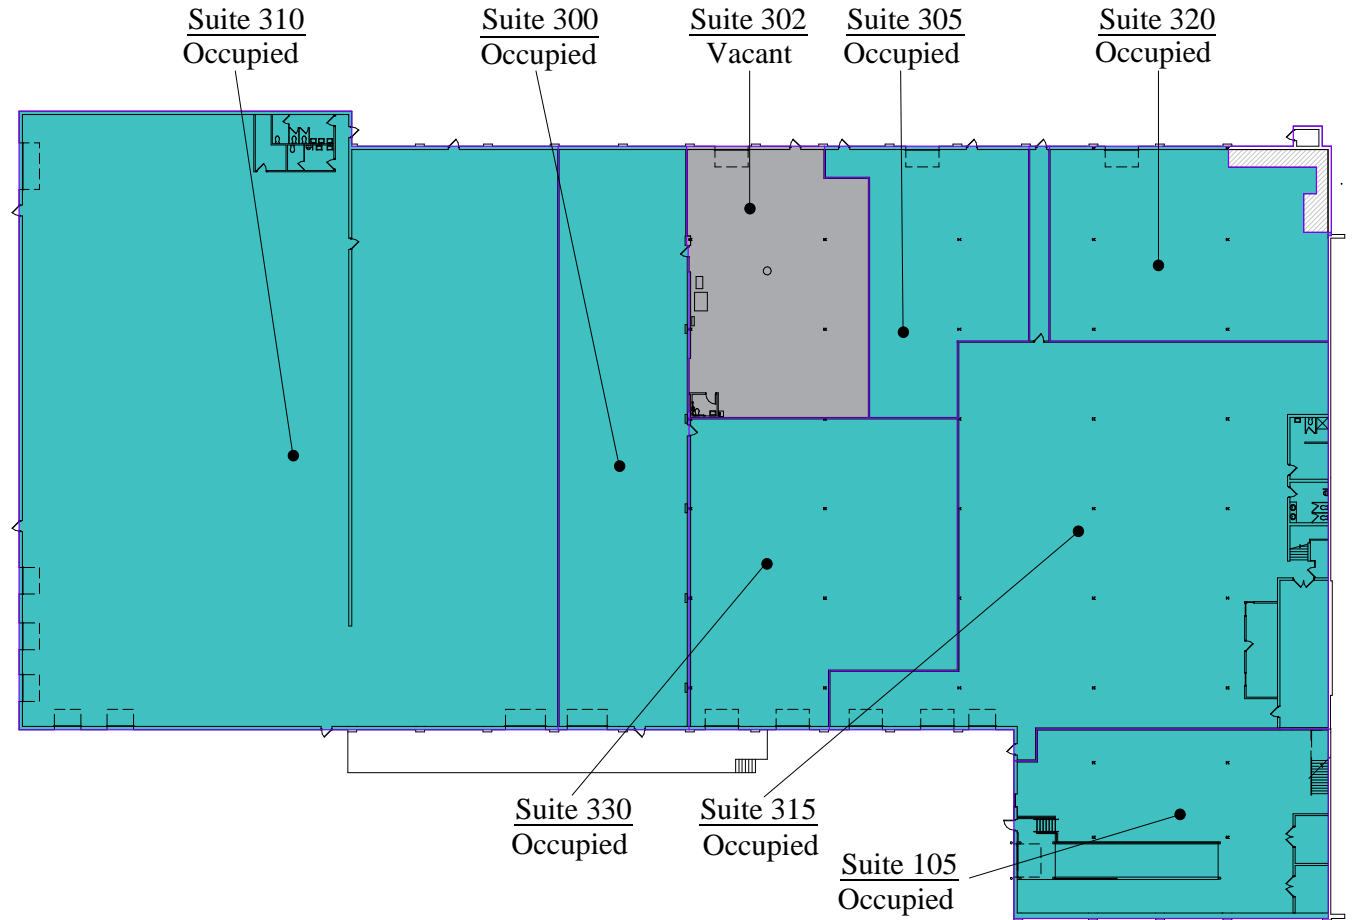 Suite 310
Occupied
Suite 300
Occupied
Suite 302
Vacant
Suite 305
Occupied
Suite 320
Occupied
Suite 330
Occupied
Suite 315
Occupied
Suite 105
Occupied